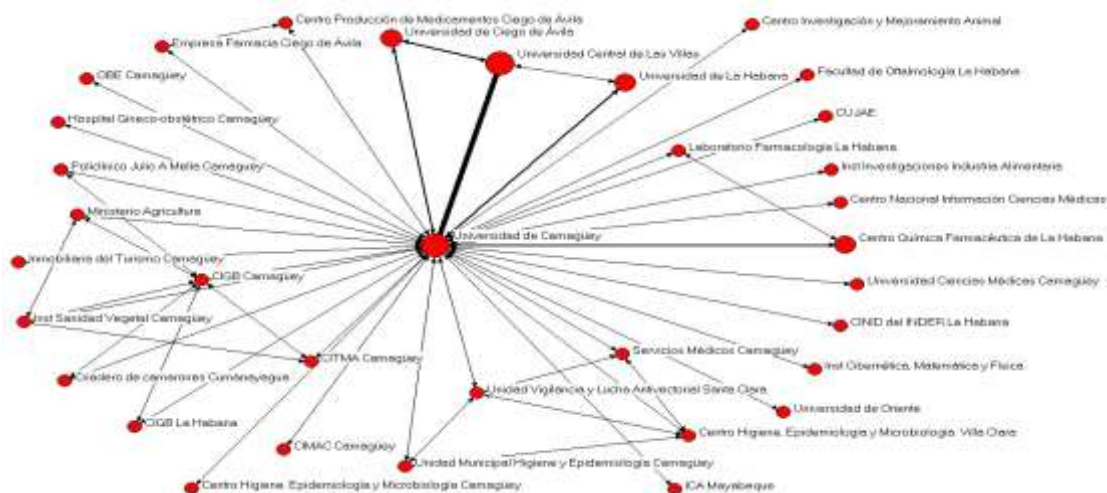 Centro Producción de Medicamentos Ciego de Ávila
Universidad de Ciego de Ávila
Centro Investigación y Mejoramiento Animal
Empresa Farmacia Ciego de Ávila
Universidad Central de Las Villas
Universidad de La Habana
Facultad de Oftalmología La Habana
OBE Camagüey
CUJAE
Hospital Gineco-obstétrico Camagüey
Laboratorio Farmacología La Habana
Policlínico Julio A Mella Camagüey
Inst Investigaciones Industria Alimentaria
Centro Nacional Información Ciencias Médicas
Ministerio Agricultura
Universidad de Camagüey
Centro Química Farmacéutica de La Habana
Inmobiliaria del Turismo Camagüey
CIGB Camagüey
Universidad Ciencias Médicas Camagüey
Inst Sanidad Vegetal Camagüey
CINID del INDER La Habana
Servicios Médicos Camagüey
CITMA Camagüey
Inst Cibernética, Matemática y Física
Criadero de camarones Cumanayagua
Unidad Vigilancia y Lucha Antivectorial Santa Clara
Universidad de Oriente
CIGB La Habana
Centro Higiene. Epidemiología y Microbiología. Villa Clara
CIMAC Camagüey
Unidad Municipal Higiene y Epidemiología Camagüey
Centro Higiene. Epidemiología y Microbiología Camagüey
ICA Mayabeque